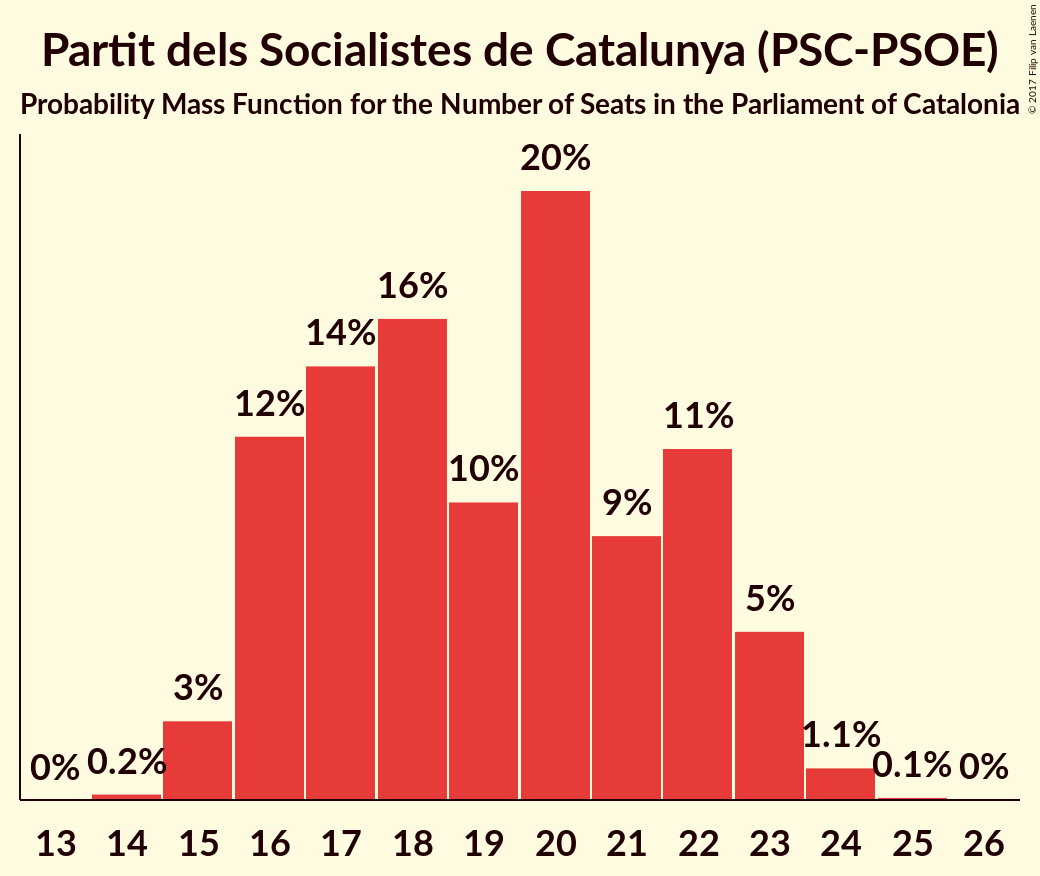 Partit dels Socialistes de Catalunya (PSC-PSOE)
Probability Mass Function for the Number of Seats in the Parliament of Catalonia
© 2017 Filip van Laenen
0% 0.2% 3% 12% 14% 16% 10% 20% 9% 11% 5% 1.1% 0.1% 0%
13 14 15 16 17 18 19 20 21 22 23 24 25 26